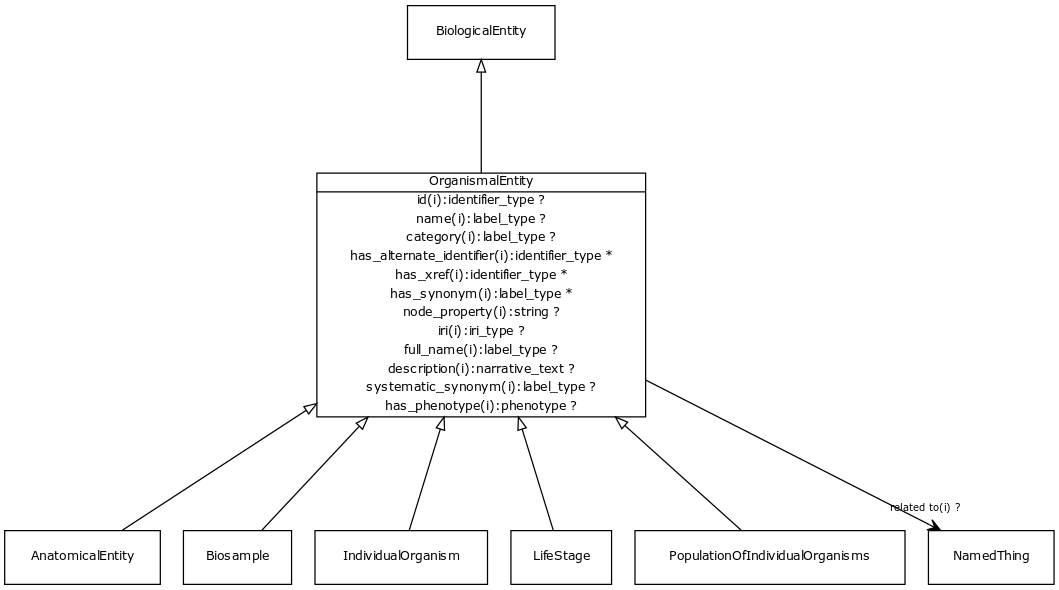 BiologicalEntity
OrganismalEntity
id(i):identifier_type ?
name(i):label_type ?
category(i):label_type ?
has_alternate_identifier(i):identifier_type *
has_xref(i):identifier_type *
has_synonym(i):label_type *
node_property(i):string ?
iri(i):iri_type ?
full_name(i):label_type ?
description(i):narrative_text ?
systematic_synonym(i):label_type ?
has_phenotype(i):phenotype ?
related to(i) ?
AnatomicalEntity
Biosample
IndividualOrganism
LifeStage
PopulationOfIndividualOrganisms
NamedThing